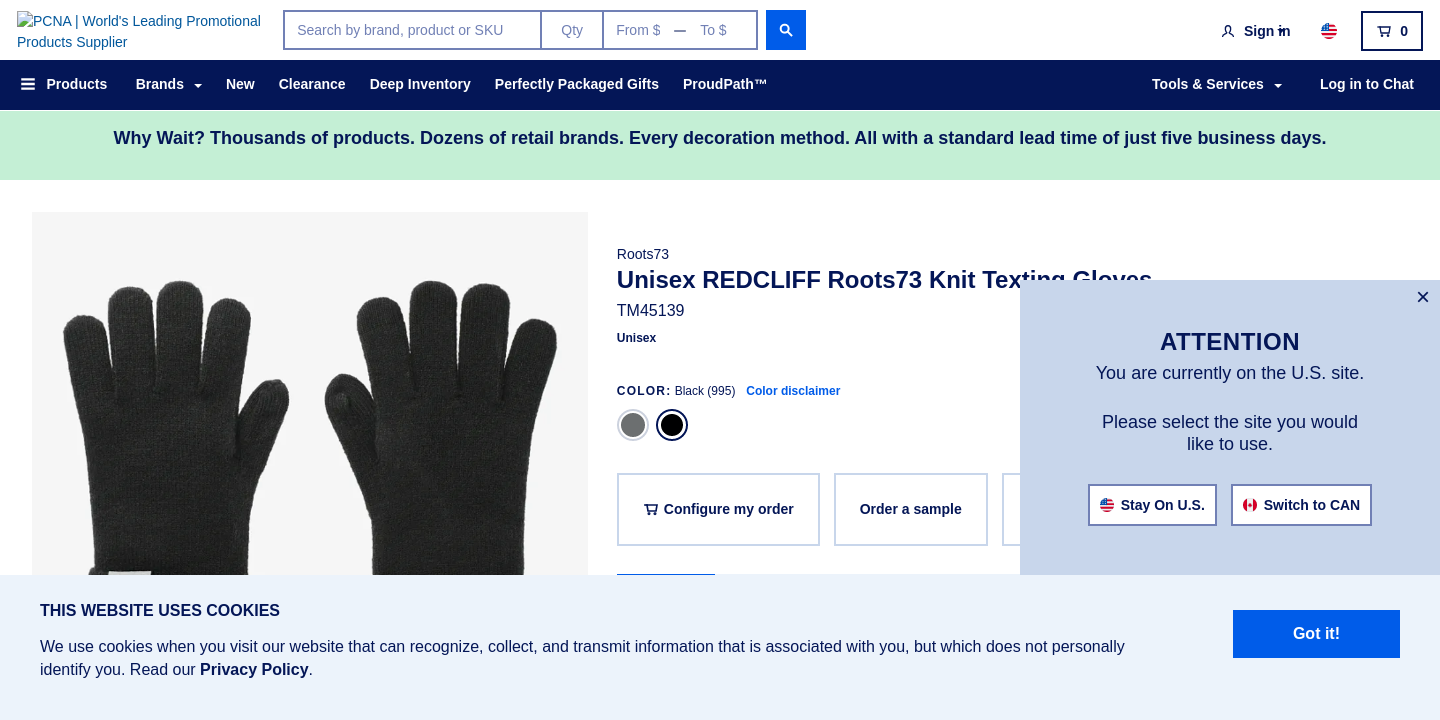 PCNA | World's Leading Promotional
Products Supplier
Search by brand, product or SKU
Qty
From $ — To $
Sign in
0
Products
Brands
New
Clearance
Deep Inventory
Perfectly Packaged Gifts
ProudPath™
Tools & Services
Log in to Chat
Why Wait? Thousands of products. Dozens of retail brands. Every decoration method. All with a standard lead time of just five business days.
Roots73
Unisex REDCLIFF Roots73 Knit Texting Gloves
TM45139
Unisex
COLOR: Black (995) Color disclaimer
Configure my order
Order a sample
×
ATTENTION
You are currently on the U.S. site.
Please select the site you would
like to use.
Stay On U.S.
Switch to CAN
THIS WEBSITE USES COOKIES
We use cookies when you visit our website that can recognize, collect, and transmit information that is associated with you, but which does not personally
identify you. Read our Privacy Policy.
Got it!